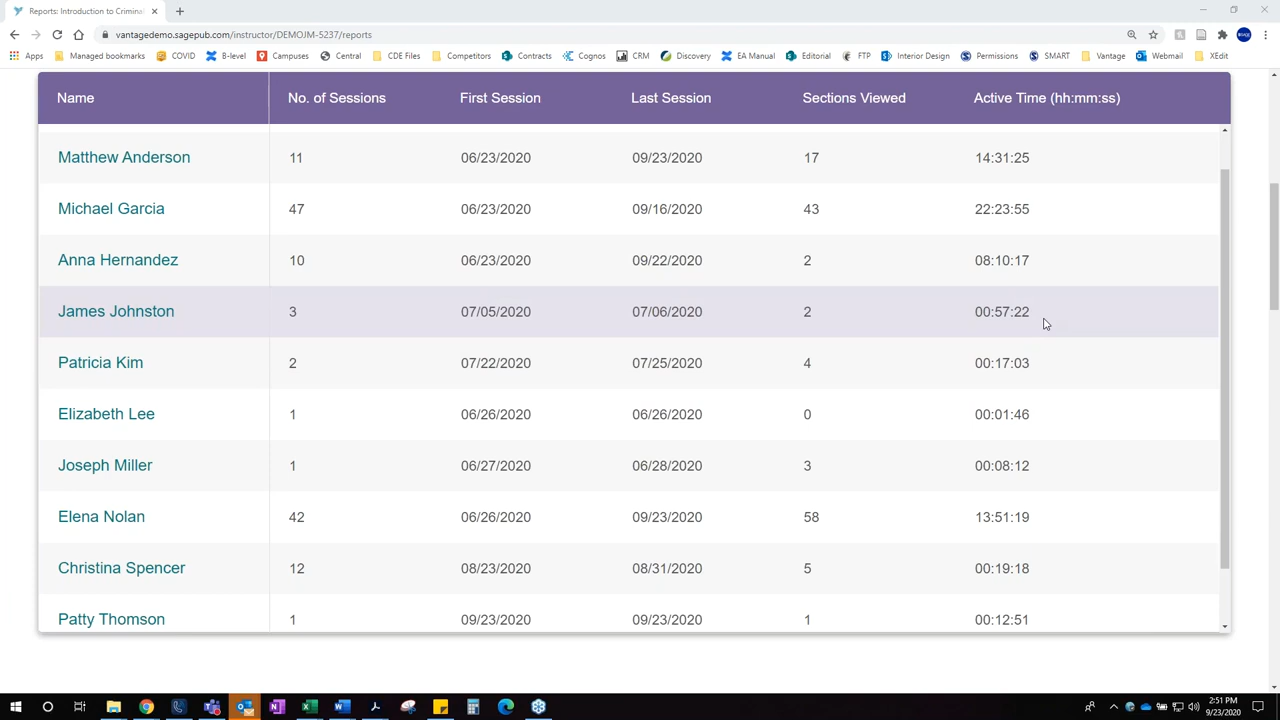 Reports: Introduction to Crimina
vantagedemo.sagepub.com/instructor/DEMOJM-5237/reports
Apps Managed bookmarks COVID B-level Campuses Central CDE Files Competitors Contracts Cognos CRM Discovery EA Manual Editorial FTP Interior Design Permissions SMART Vantage Webmail XEdit
Name No. of Sessions First Session Last Session Sections Viewed Active Time (hh:mm:ss)
Matthew Anderson 11 06/23/2020 09/23/2020 17 14:31:25
Michael Garcia 47 06/23/2020 09/16/2020 43 22:23:55
Anna Hernandez 10 06/23/2020 09/22/2020 2 08:10:17
James Johnston 3 07/05/2020 07/06/2020 2 00:57:22
Patricia Kim 2 07/22/2020 07/25/2020 4 00:17:03
Elizabeth Lee 1 06/26/2020 06/26/2020 0 00:01:46
Joseph Miller 1 06/27/2020 06/28/2020 3 00:08:12
Elena Nolan 42 06/26/2020 09/23/2020 58 13:51:19
Christina Spencer 12 08/23/2020 08/31/2020 5 00:19:18
Patty Thomson 1 09/23/2020 09/23/2020 1 00:12:51
2:51 PM
9/23/2020